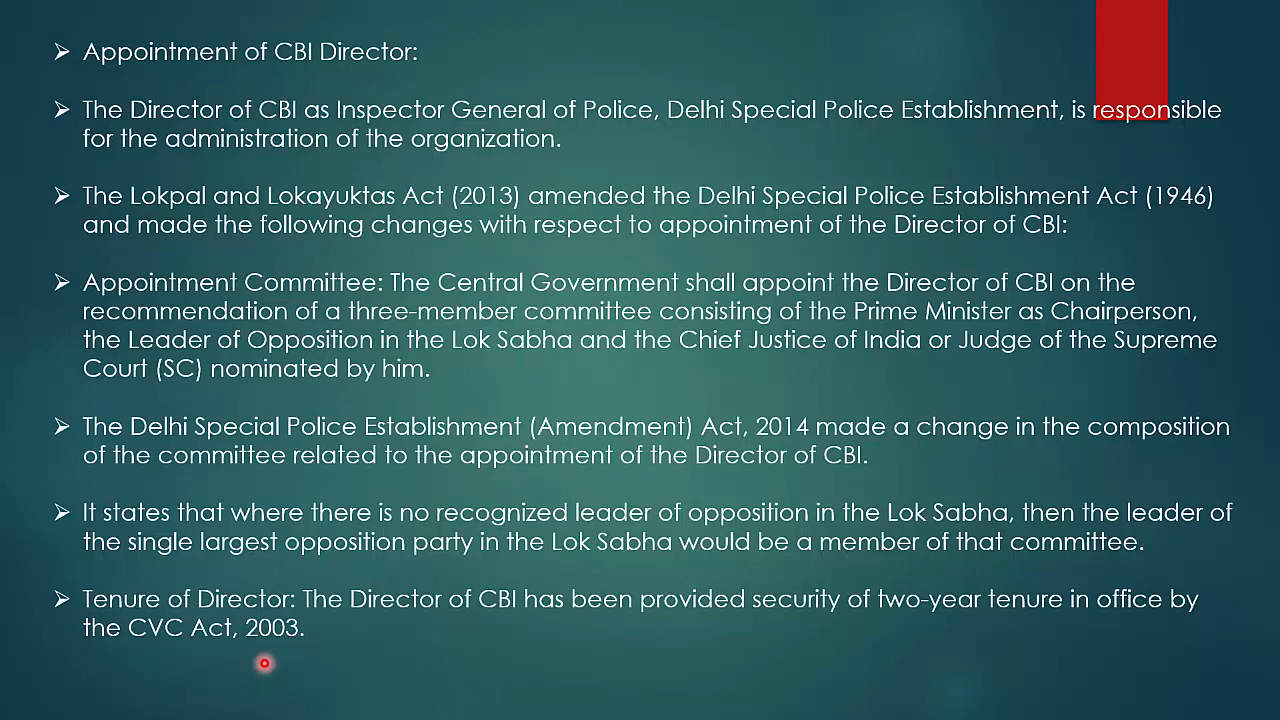 Appointment of CBI Director:
The Director of CBI as Inspector General of Police, Delhi Special Police Establishment, is responsible
for the administration of the organization.
The Lokpal and Lokayuktas Act (2013) amended the Delhi Special Police Establishment Act (1946)
and made the following changes with respect to appointment of the Director of CBI:
Appointment Committee: The Central Government shall appoint the Director of CBI on the
recommendation of a three-member committee consisting of the Prime Minister as Chairperson,
the Leader of Opposition in the Lok Sabha and the Chief Justice of India or Judge of the Supreme
Court (SC) nominated by him.
The Delhi Special Police Establishment (Amendment) Act, 2014 made a change in the composition
of the committee related to the appointment of the Director of CBI.
It states that where there is no recognized leader of opposition in the Lok Sabha, then the leader of
the single largest opposition party in the Lok Sabha would be a member of that committee.
Tenure of Director: The Director of CBI has been provided security of two-year tenure in office by
the CVC Act, 2003.